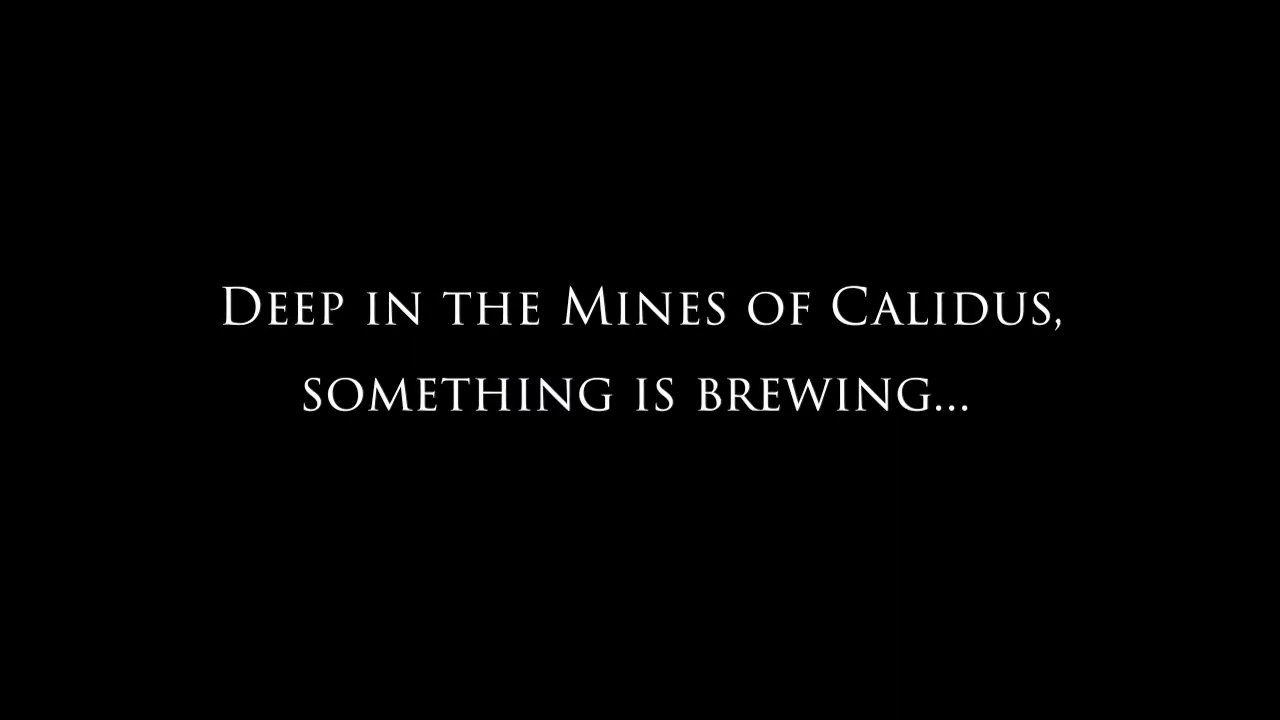 Deep in the Mines of Calidus,
something is brewing...